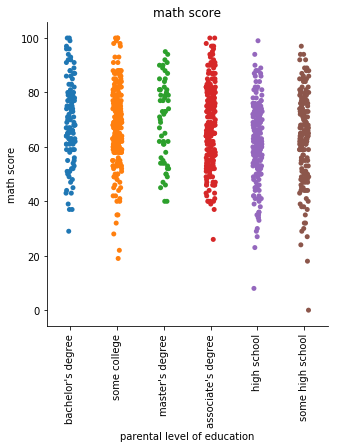 math score
100
80
60
40
20
0
math score
bachelor's degree
some college
master's degree
associate's degree
high school
some high school
parental level of education